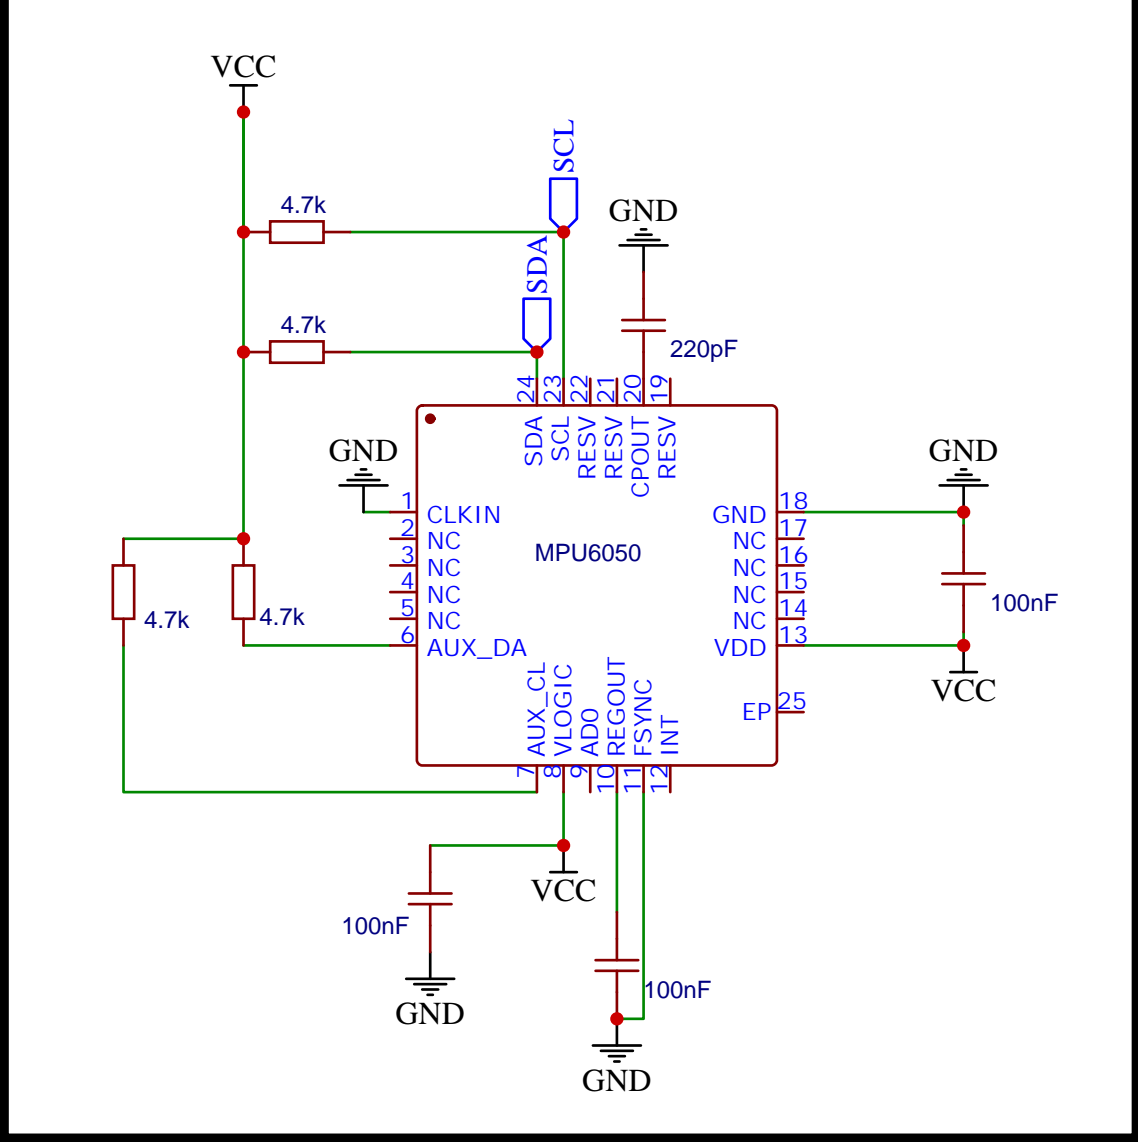 VCC
4.7k
SCL
GND
4.7k
SDA
220pF
24
23
22
21
20
19
SDA
SCL
RESV
RESV
CPOUT
RESV
GND
GND
1
CLKIN
2
NC
3
NC
4
NC
5
NC
6
AUX_DA
MPU6050
18
GND
17
NC
16
NC
15
NC
14
NC
13
VDD
25
EP
100nF
VCC
4.7k
4.7k
AUX_CL
VLOGIC
AD0
REGOUT
FSYNC
INT
7
8
9
10
11
12
VCC
100nF
GND
100nF
GND